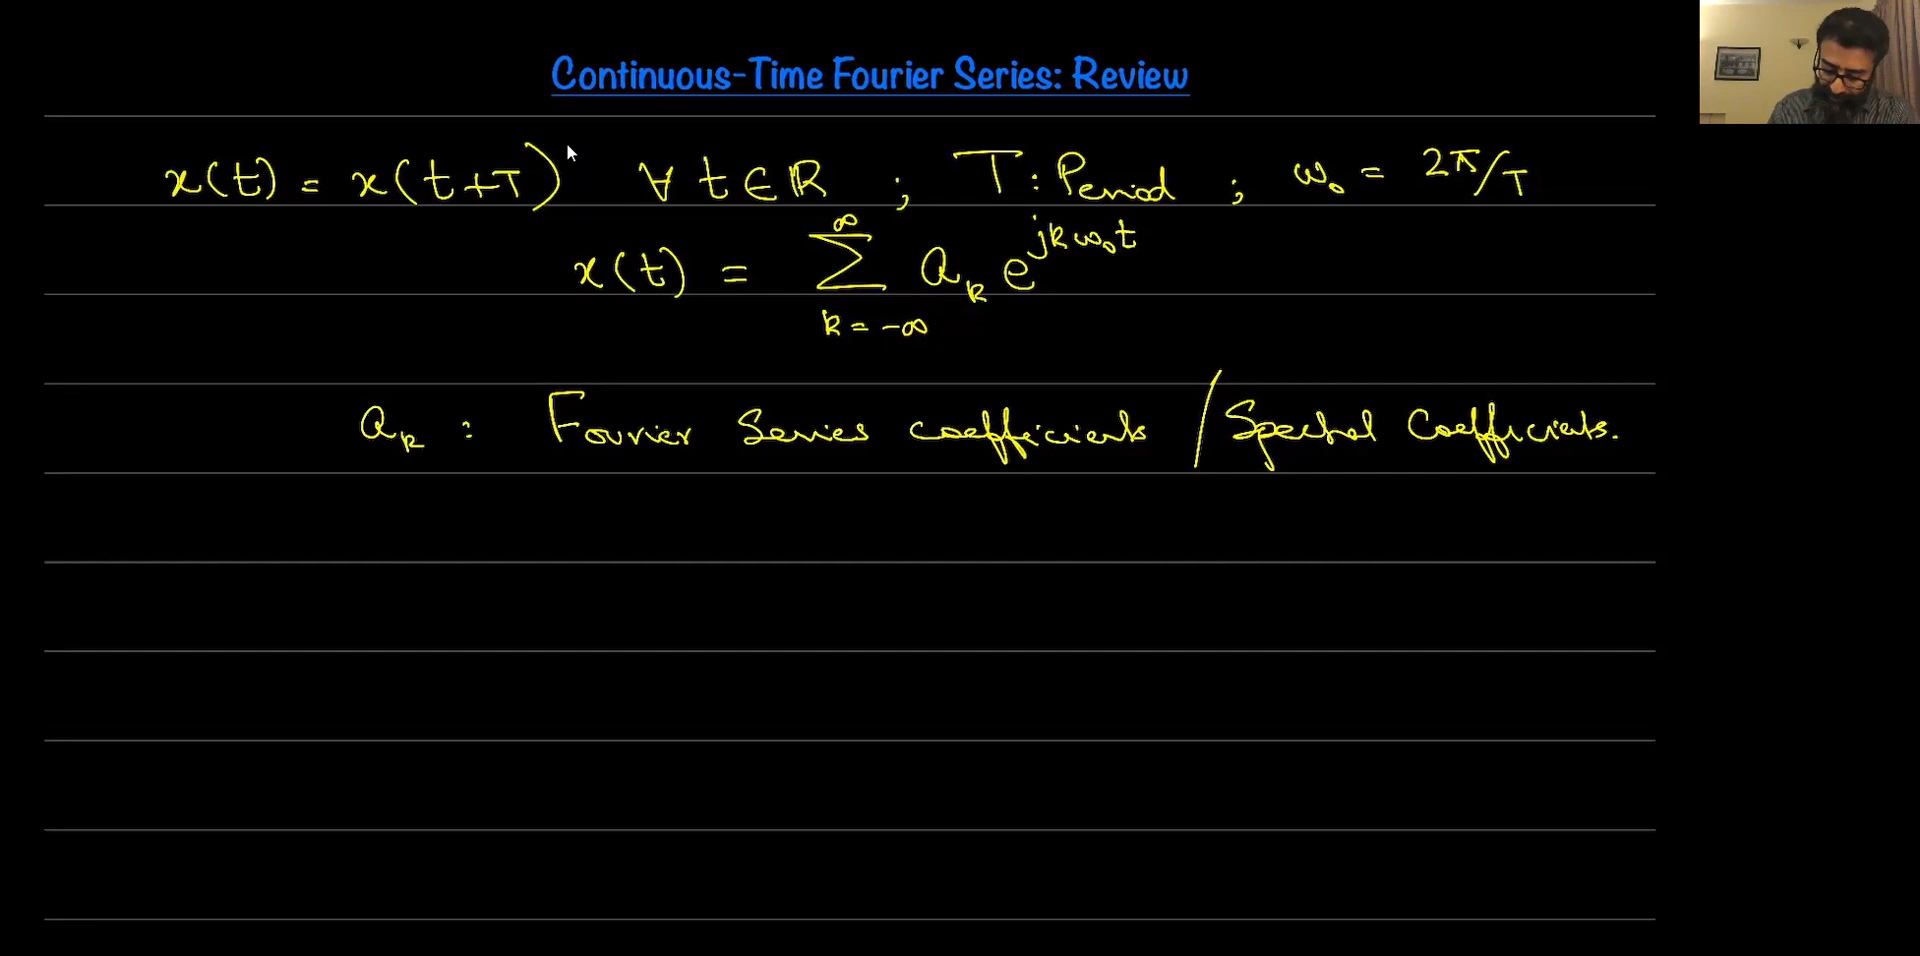 Continuous-Time Fourier Series: Review
x(t) = x(t+T) ∀ t ∈ ℝ ; T : Period ; ω₀ = 2π/T
x(t) = ∑_{k=-∞}^{∞} a_k e^{jkω₀t}
a_k : Fourier Series coefficients / Spectral Coefficients.